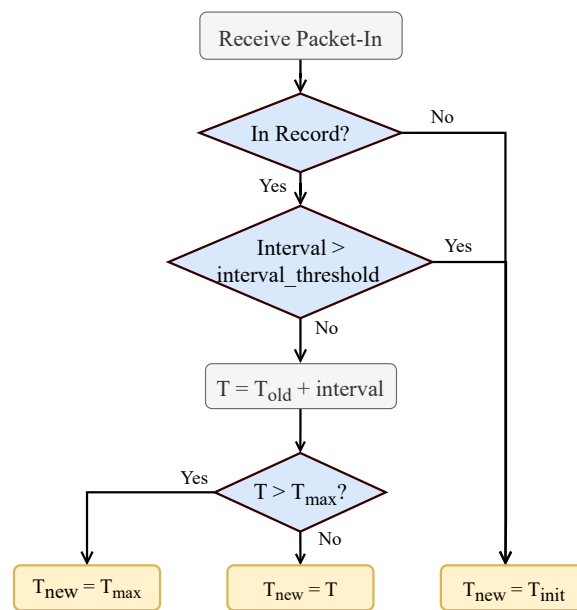 Receive Packet-In
In Record?
No
Yes
Interval >
interval_threshold
Yes
No
T = T_old + interval
Yes
T > T_max?
No
T_new = T_max
T_new = T
T_new = T_init